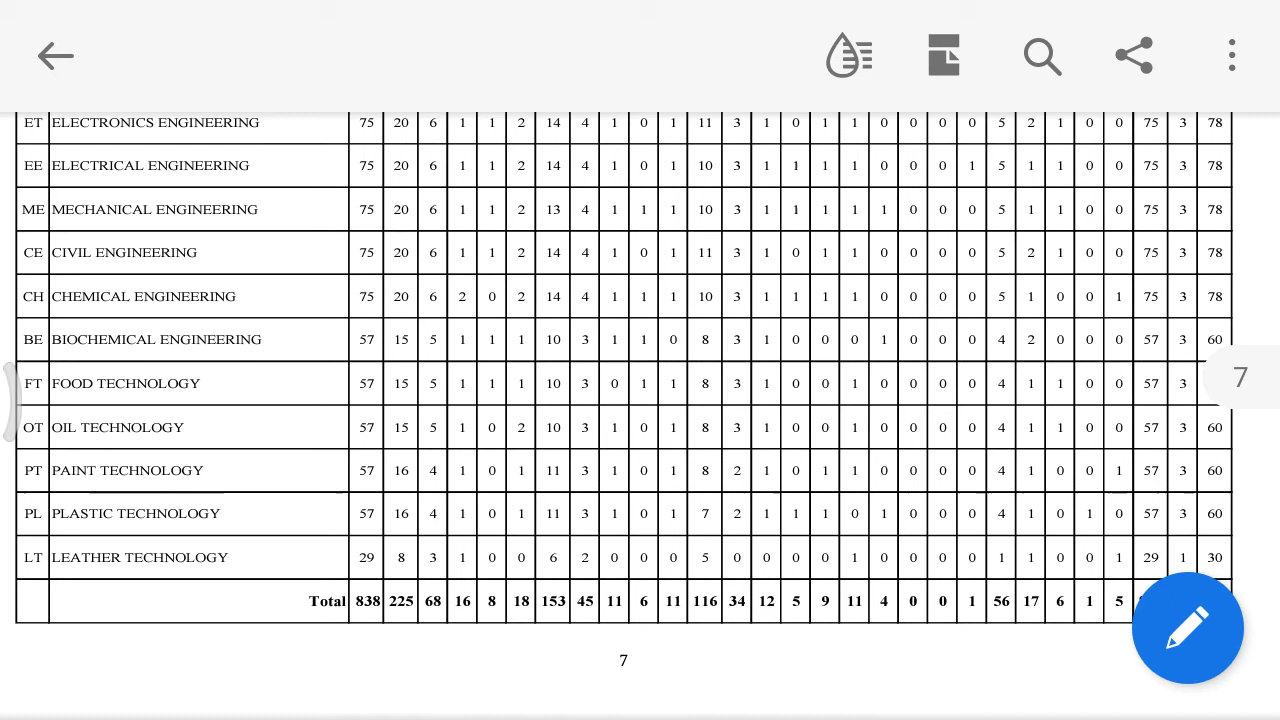 ET ELECTRONICS ENGINEERING 75 20 6 1 1 2 14 4 1 0 1 11 3 1 0 1 1 0 0 0 0 5 2 1 0 0 75 3 78
EE ELECTRICAL ENGINEERING 75 20 6 1 1 2 14 4 1 0 1 10 3 1 1 1 1 0 0 0 1 5 1 1 0 0 75 3 78
ME MECHANICAL ENGINEERING 75 20 6 1 1 2 13 4 1 1 1 10 3 1 1 1 1 1 0 0 0 5 1 1 0 0 75 3 78
CE CIVIL ENGINEERING 75 20 6 1 1 2 14 4 1 0 1 11 3 1 0 1 1 0 0 0 0 5 2 1 0 0 75 3 78
CH CHEMICAL ENGINEERING 75 20 6 2 0 2 14 4 1 1 1 10 3 1 1 1 1 0 0 0 0 5 1 0 0 1 75 3 78
BE BIOCHEMICAL ENGINEERING 57 15 5 1 1 1 10 3 1 1 0 8 3 1 0 0 0 1 0 0 0 4 2 0 0 0 57 3 60
FT FOOD TECHNOLOGY 57 15 5 1 1 1 10 3 0 1 1 8 3 1 0 0 1 0 0 0 0 4 1 1 0 0 57 3
7
OT OIL TECHNOLOGY 57 15 5 1 0 2 10 3 1 0 1 8 3 1 0 0 1 0 0 0 0 4 1 1 0 0 57 3 60
PT PAINT TECHNOLOGY 57 16 4 1 0 1 11 3 1 0 1 8 2 1 0 1 1 0 0 0 0 4 1 0 0 1 57 3 60
PL PLASTIC TECHNOLOGY 57 16 4 1 0 1 11 3 1 0 1 7 2 1 1 1 0 1 0 0 0 4 1 0 1 0 57 3 60
LT LEATHER TECHNOLOGY 29 8 3 1 0 0 6 2 0 0 0 5 0 0 0 0 1 0 0 0 0 1 1 0 0 1 29 1 30
Total 838 225 68 16 8 18 153 45 11 6 11 116 34 12 5 9 11 4 0 0 1 56 17 6 1 5
7